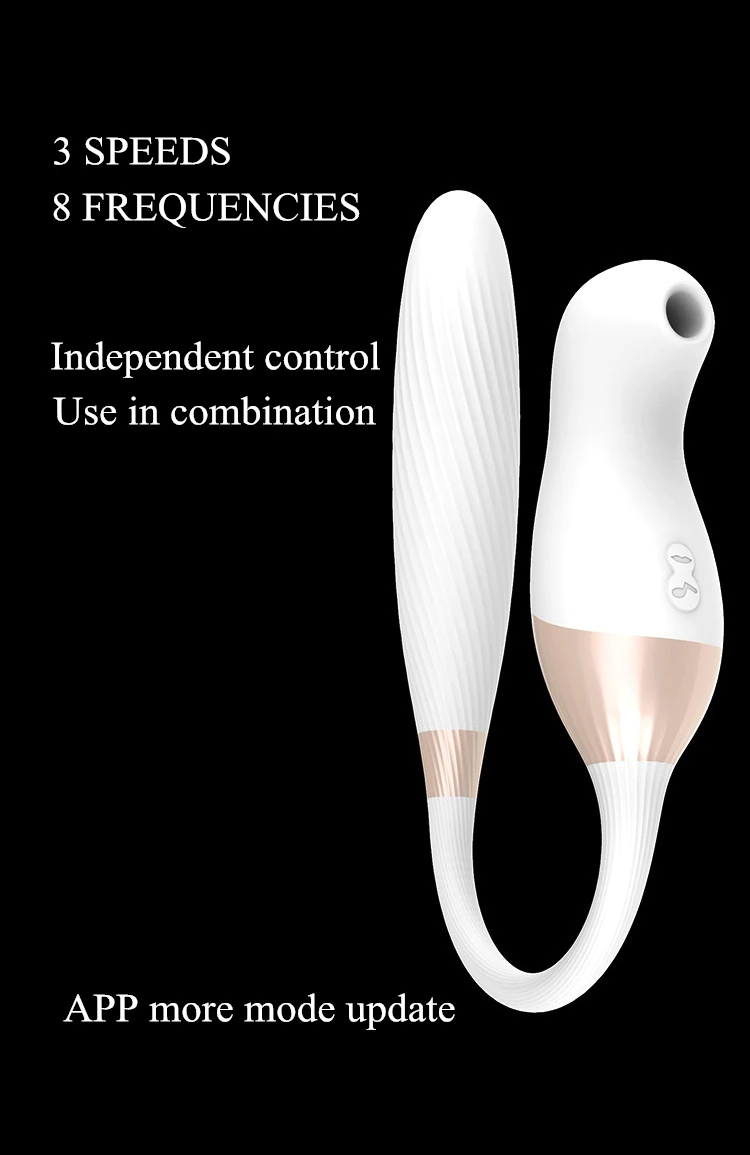 3 SPEEDS
8 FREQUENCIES
Independent control
Use in combination
APP more mode update